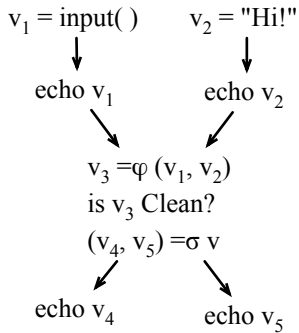 v₁ = input( )
v₂ = "Hi!"
echo v₁
echo v₂
v₃ =φ (v₁, v₂)
is v₃ Clean?
(v₄, v₅) =σ v
echo v₄
echo v₅